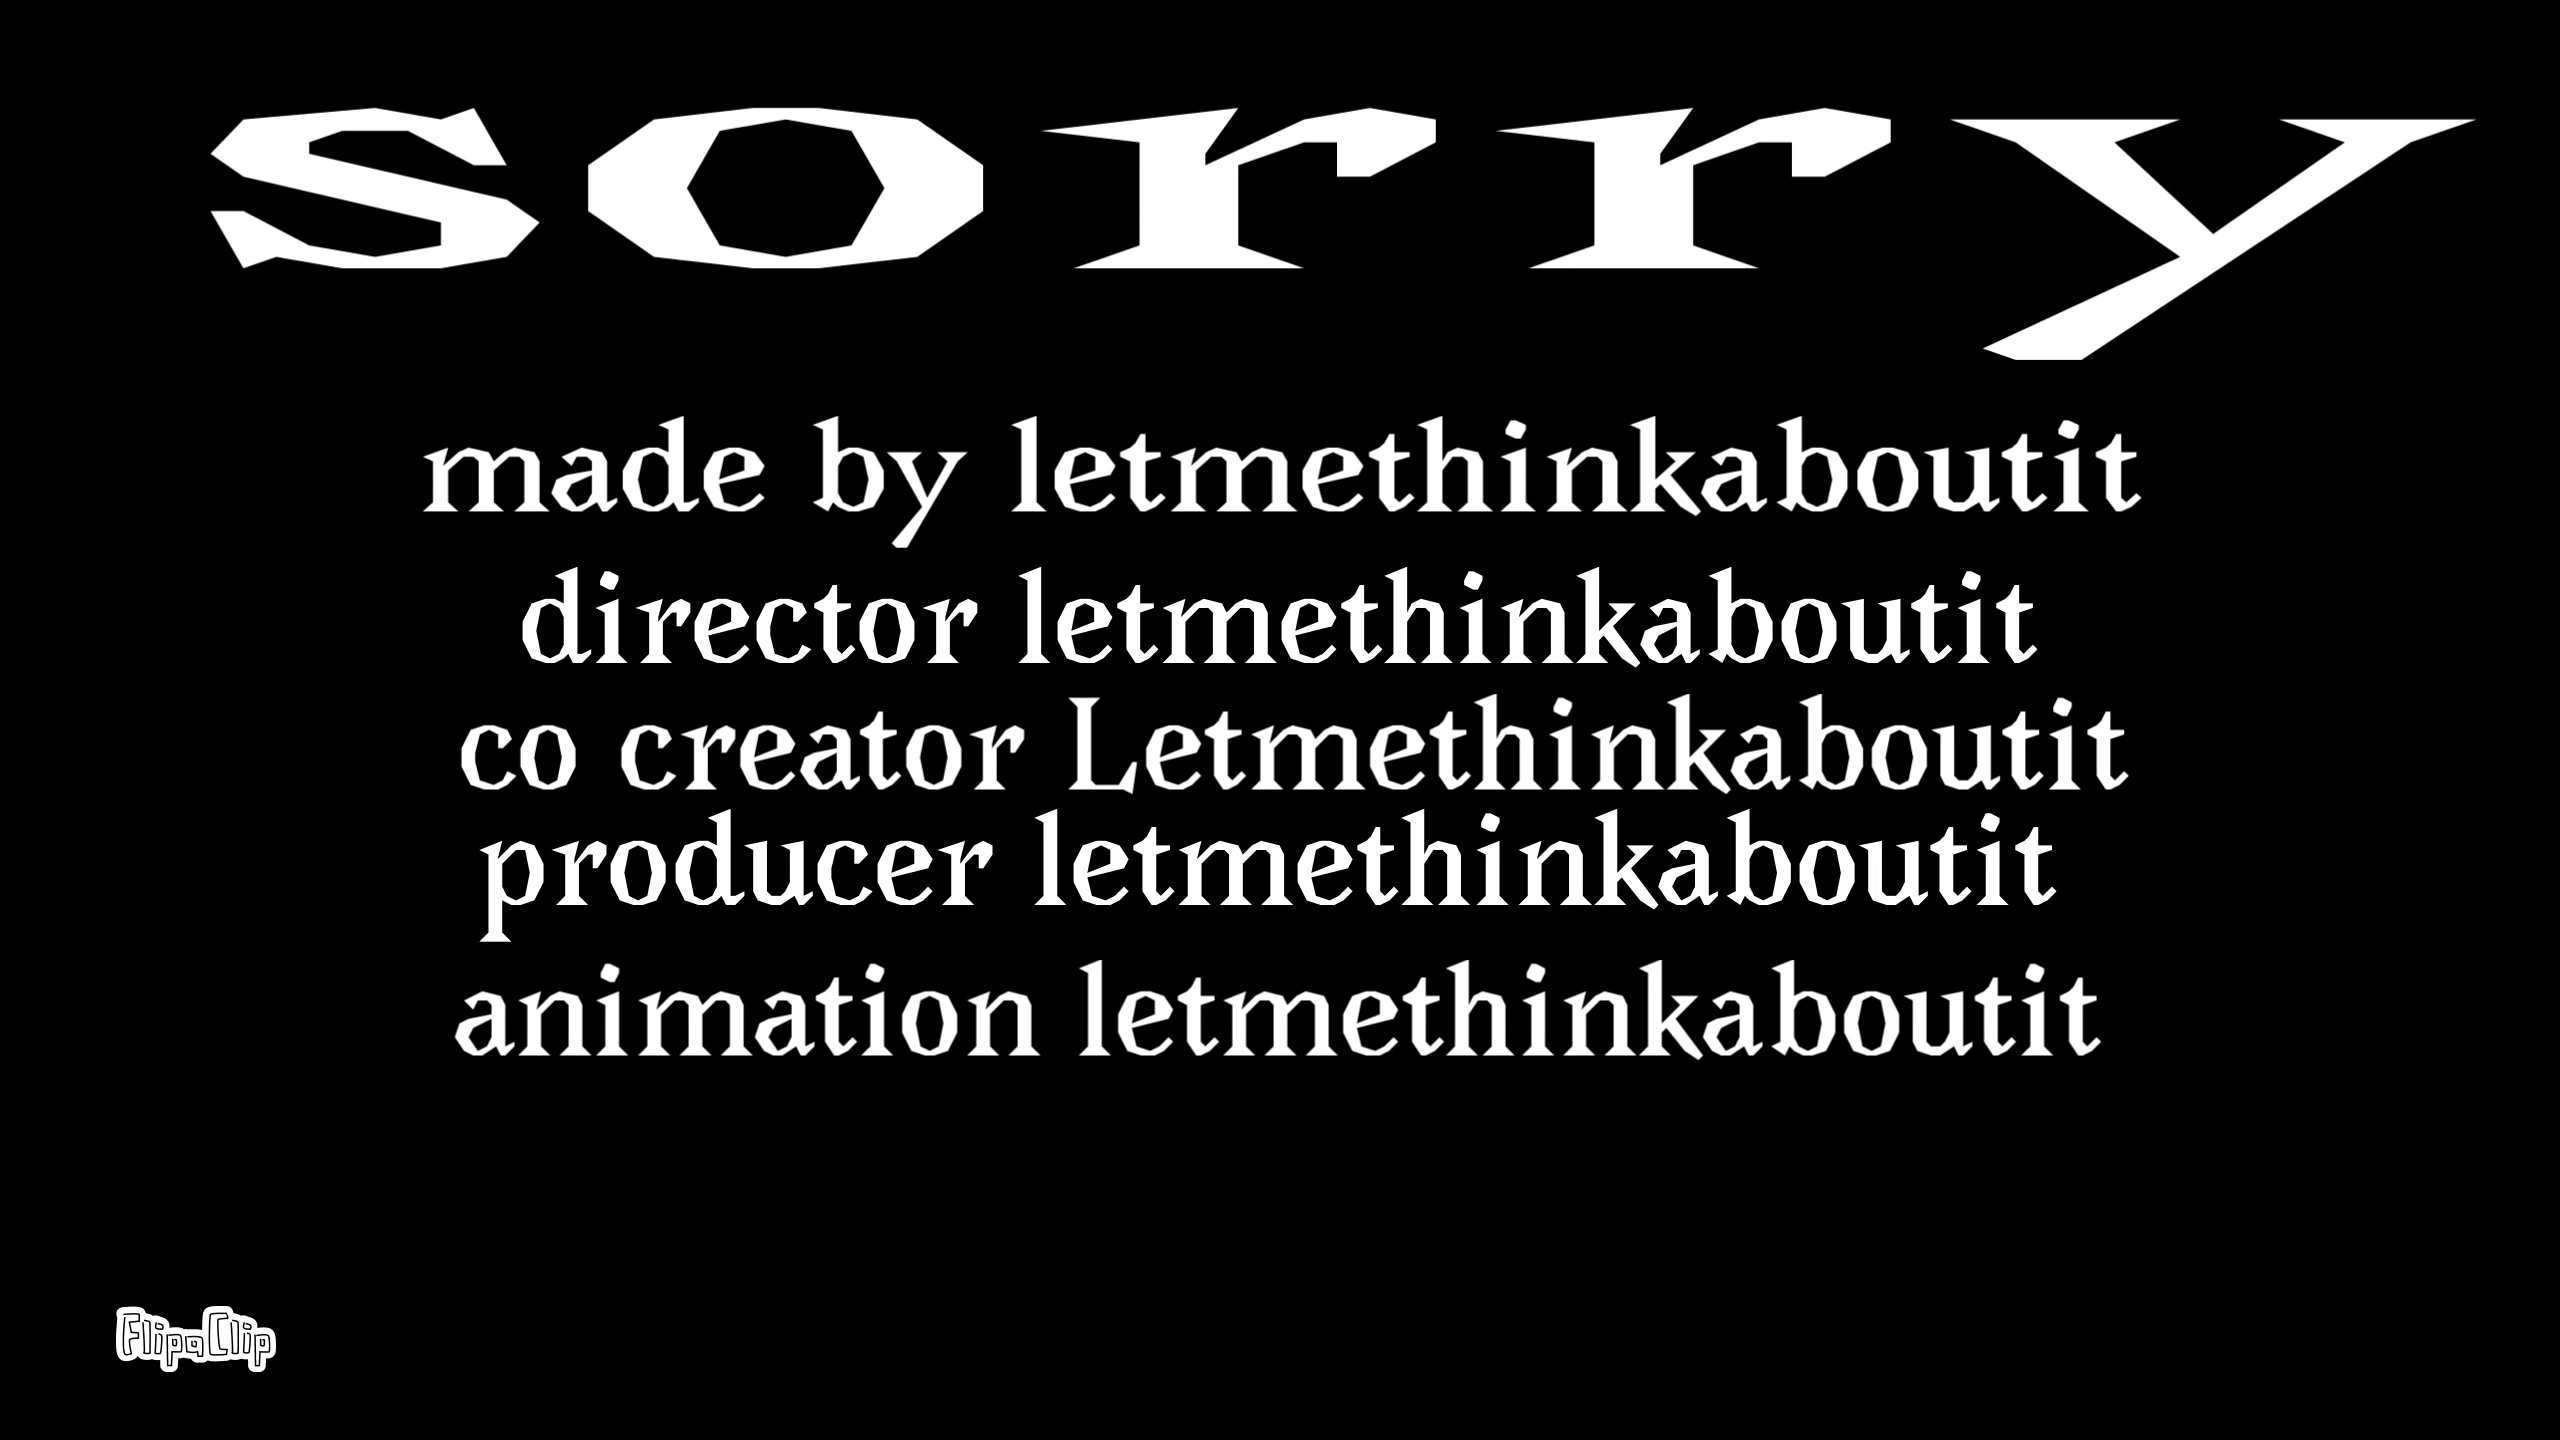 sorry
made by letmethinkaboutit
director letmethinkaboutit
co creator Letmethinkaboutit
producer letmethinkaboutit
animation letmethinkaboutit
FlipaClip